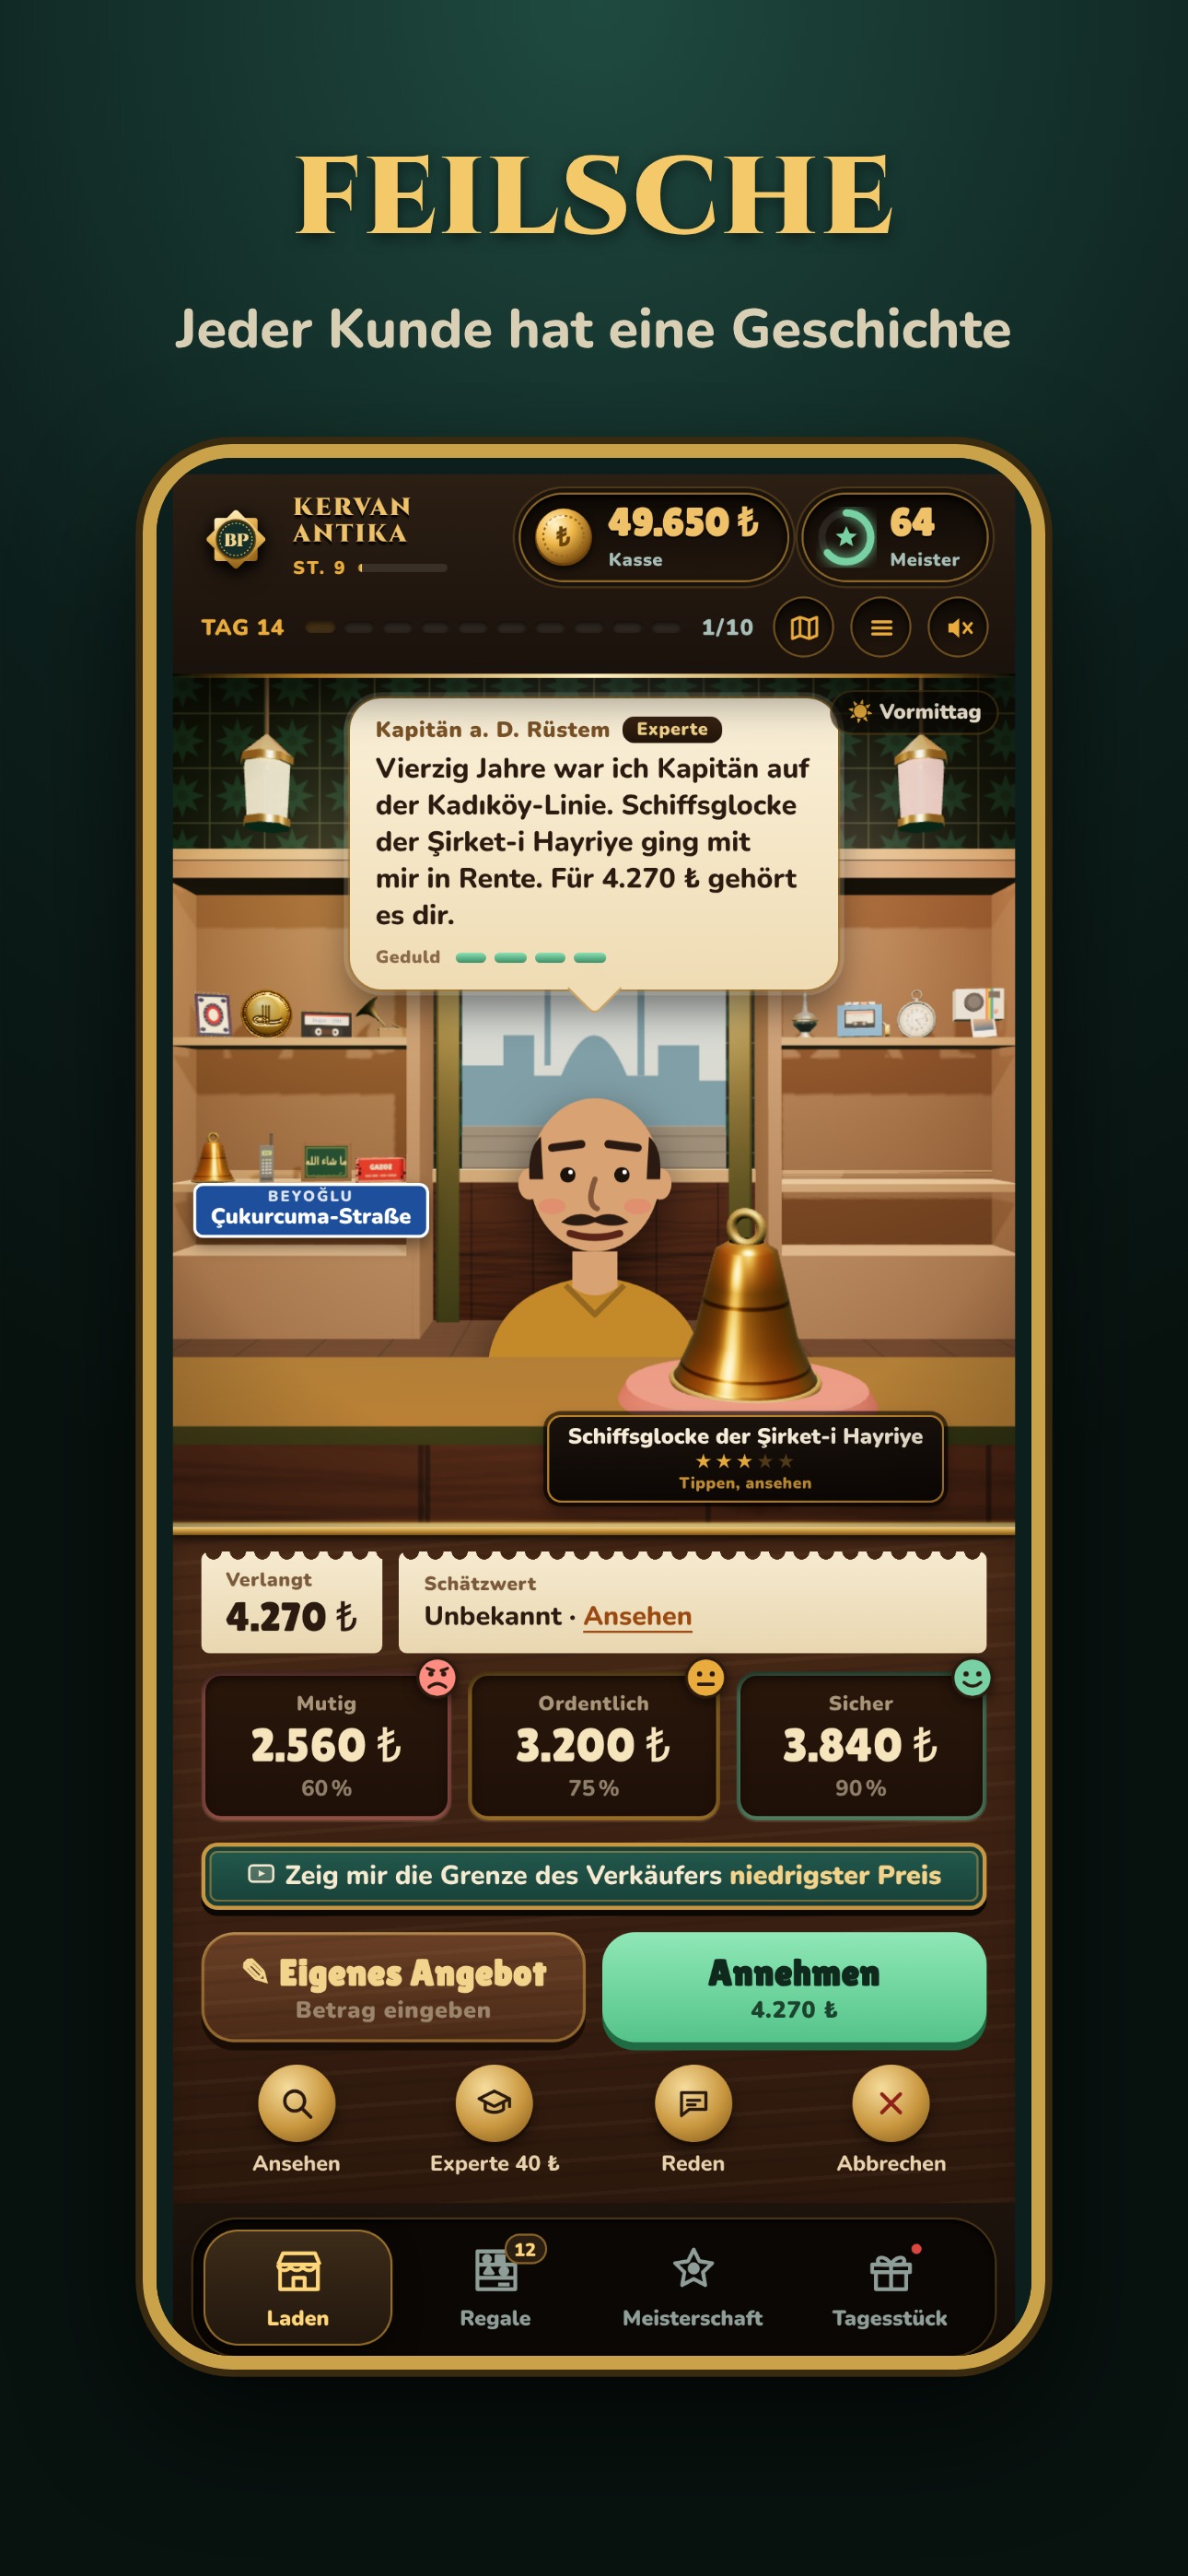 FEILSCHE
Jeder Kunde hat eine Geschichte
BP
KERVAN
ANTIKA
ST. 9
49.650 ₺
Kasse
64
Meister
TAG 14
1/10
Vormittag
Kapitän a. D. Rüstem Experte
Vierzig Jahre war ich Kapitän auf
der Kadıköy-Linie. Schiffsglocke
der Şirket-i Hayriye ging mit
mir in Rente. Für 4.270 ₺ gehört
es dir.
Geduld
ما شاء الله
GAZOZ
BEYOĞLU
Çukurcuma-Straße
Schiffsglocke der Şirket-i Hayriye
Tippen, ansehen
Verlangt
4.270 ₺
Schätzwert
Unbekannt · Ansehen
Mutig
2.560 ₺
60 %
Ordentlich
3.200 ₺
75 %
Sicher
3.840 ₺
90 %
Zeig mir die Grenze des Verkäufers niedrigster Preis
✎ Eigenes Angebot
Betrag eingeben
Annehmen
4.270 ₺
Ansehen
Experte 40 ₺
Reden
Abbrechen
Laden
12
Regale
Meisterschaft
Tagesstück